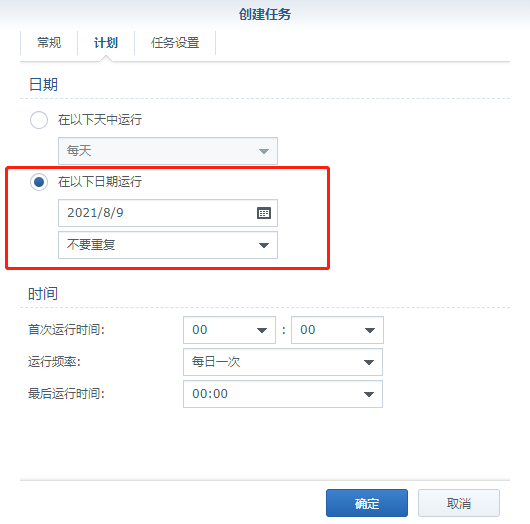 创建任务
常规 计划 任务设置
日期
在以下天中运行
每天
在以下日期运行
2021/8/9
不要重复
时间
首次运行时间: 00 : 00
运行频率: 每日一次
最后运行时间: 00:00
确定 取消